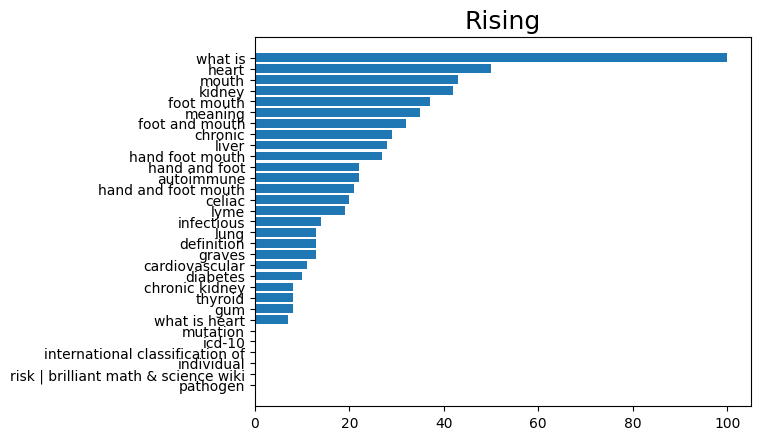 Rising
what is
heart
mouth
kidney
foot mouth
meaning
foot and mouth
chronic
liver
hand foot mouth
hand and foot
autoimmune
hand and foot mouth
celiac
lyme
infectious
lung
definition
graves
cardiovascular
diabetes
chronic kidney
thyroid
gum
what is heart
mutation
icd-10
international classification of
individual
risk | brilliant math & science wiki
pathogen
0 20 40 60 80 100